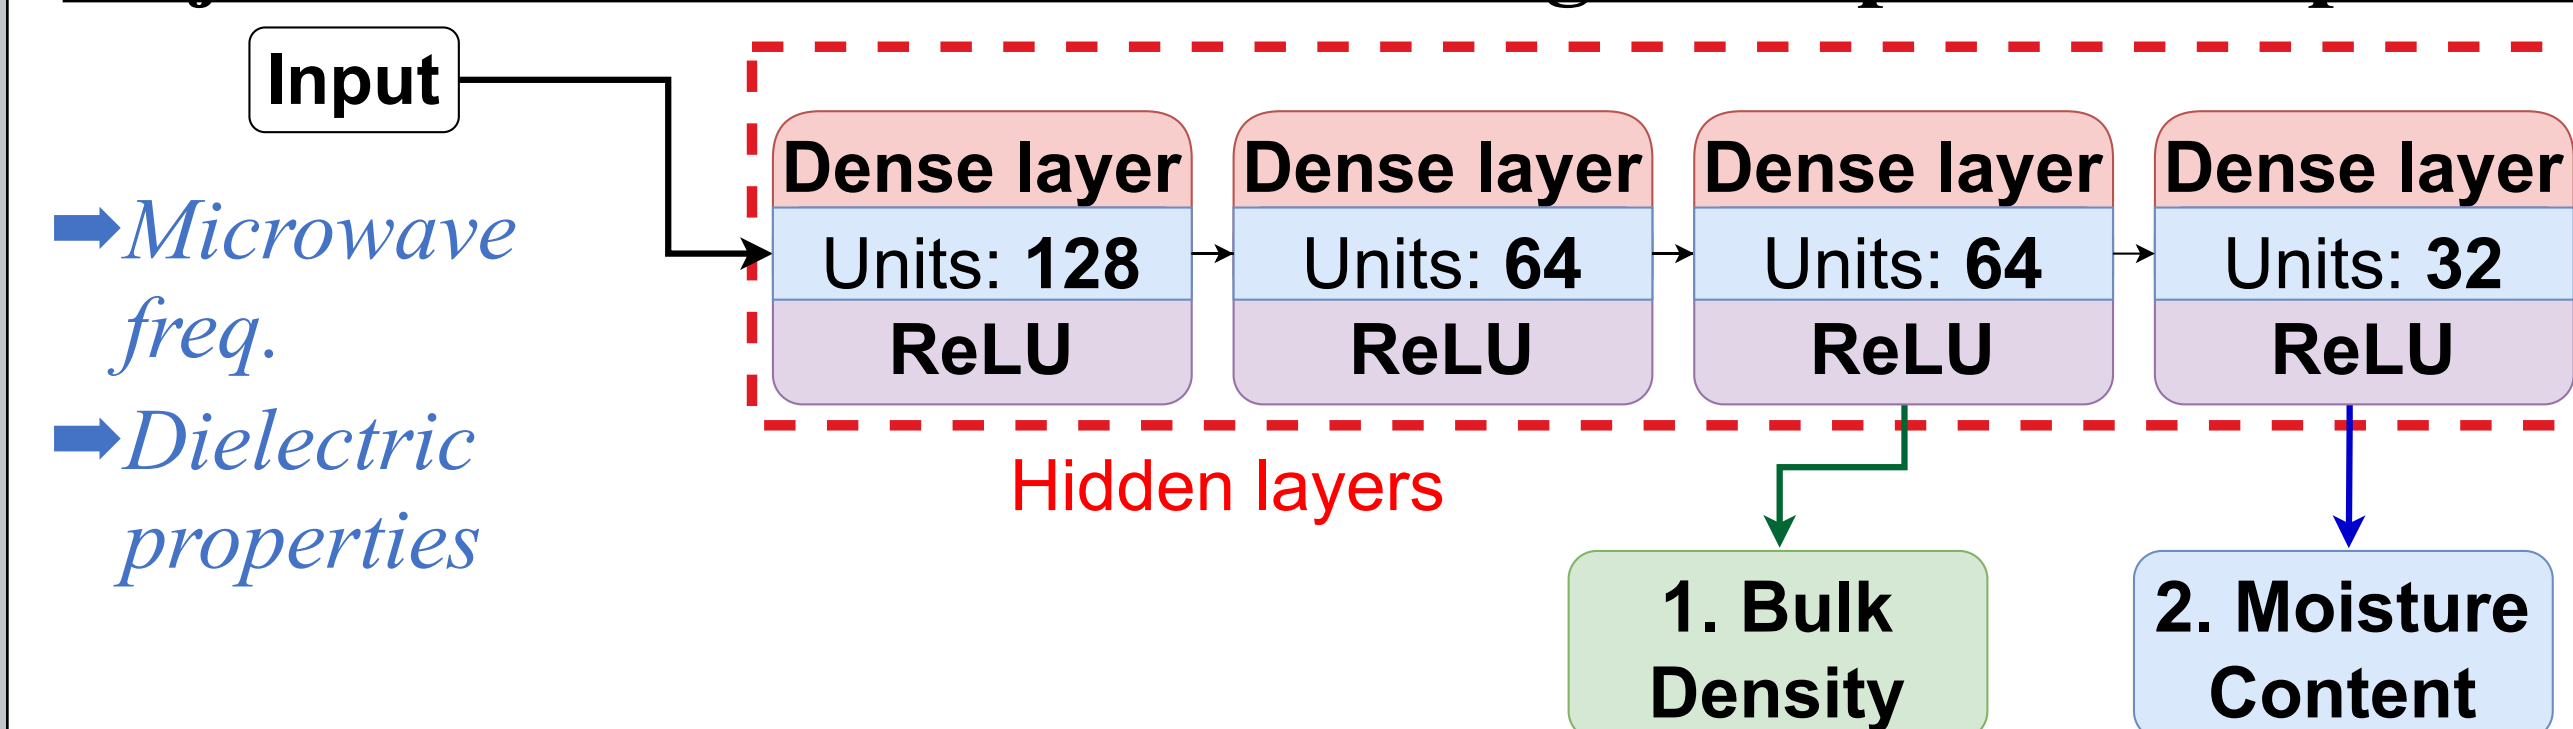 Input
Dense layer
Units: 128
ReLU
Dense layer
Units: 64
ReLU
Dense layer
Units: 64
ReLU
Dense layer
Units: 32
ReLU
Microwave
freq.
Dielectric
properties
Hidden layers
1. Bulk
Density
2. Moisture
Content